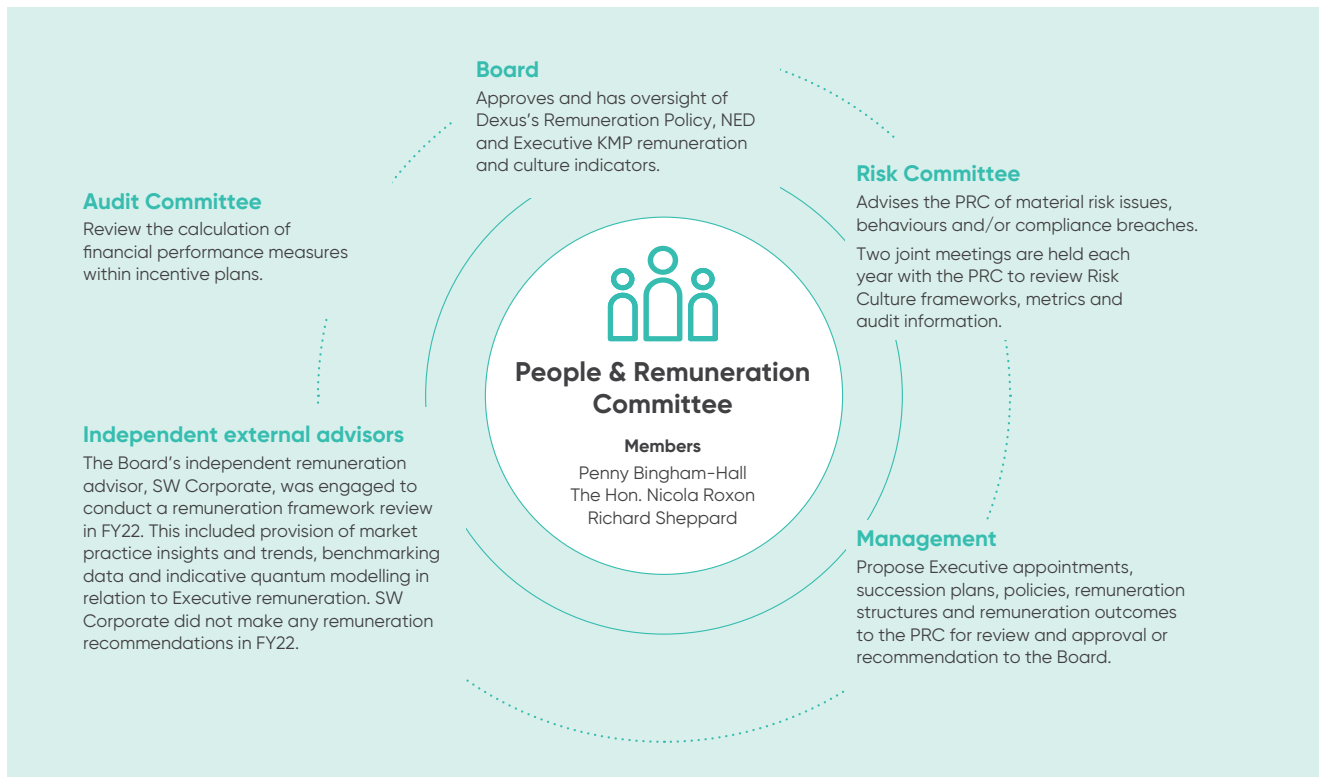 Board
Approves and has oversight of
Dexus's Remuneration Policy, NED
and Executive KMP remuneration
and culture indicators.
Audit Committee
Review the calculation of
financial performance measures
within incentive plans.
Risk Committee
Advises the PRC of material risk issues,
behaviours and/or compliance breaches.
Two joint meetings are held each
year with the PRC to review Risk
Culture frameworks, metrics and
audit information.
People & Remuneration
Committee
Members
Penny Bingham-Hall
The Hon. Nicola Roxon
Richard Sheppard
Independent external advisors
The Board's independent remuneration
advisor, SW Corporate, was engaged to
conduct a remuneration framework review
in FY22. This included provision of market
practice insights and trends, benchmarking
data and indicative quantum modelling in
relation to Executive remuneration. SW
Corporate did not make any remuneration
recommendations in FY22.
Management
Propose Executive appointments,
succession plans, policies, remuneration
structures and remuneration outcomes
to the PRC for review and approval or
recommendation to the Board.